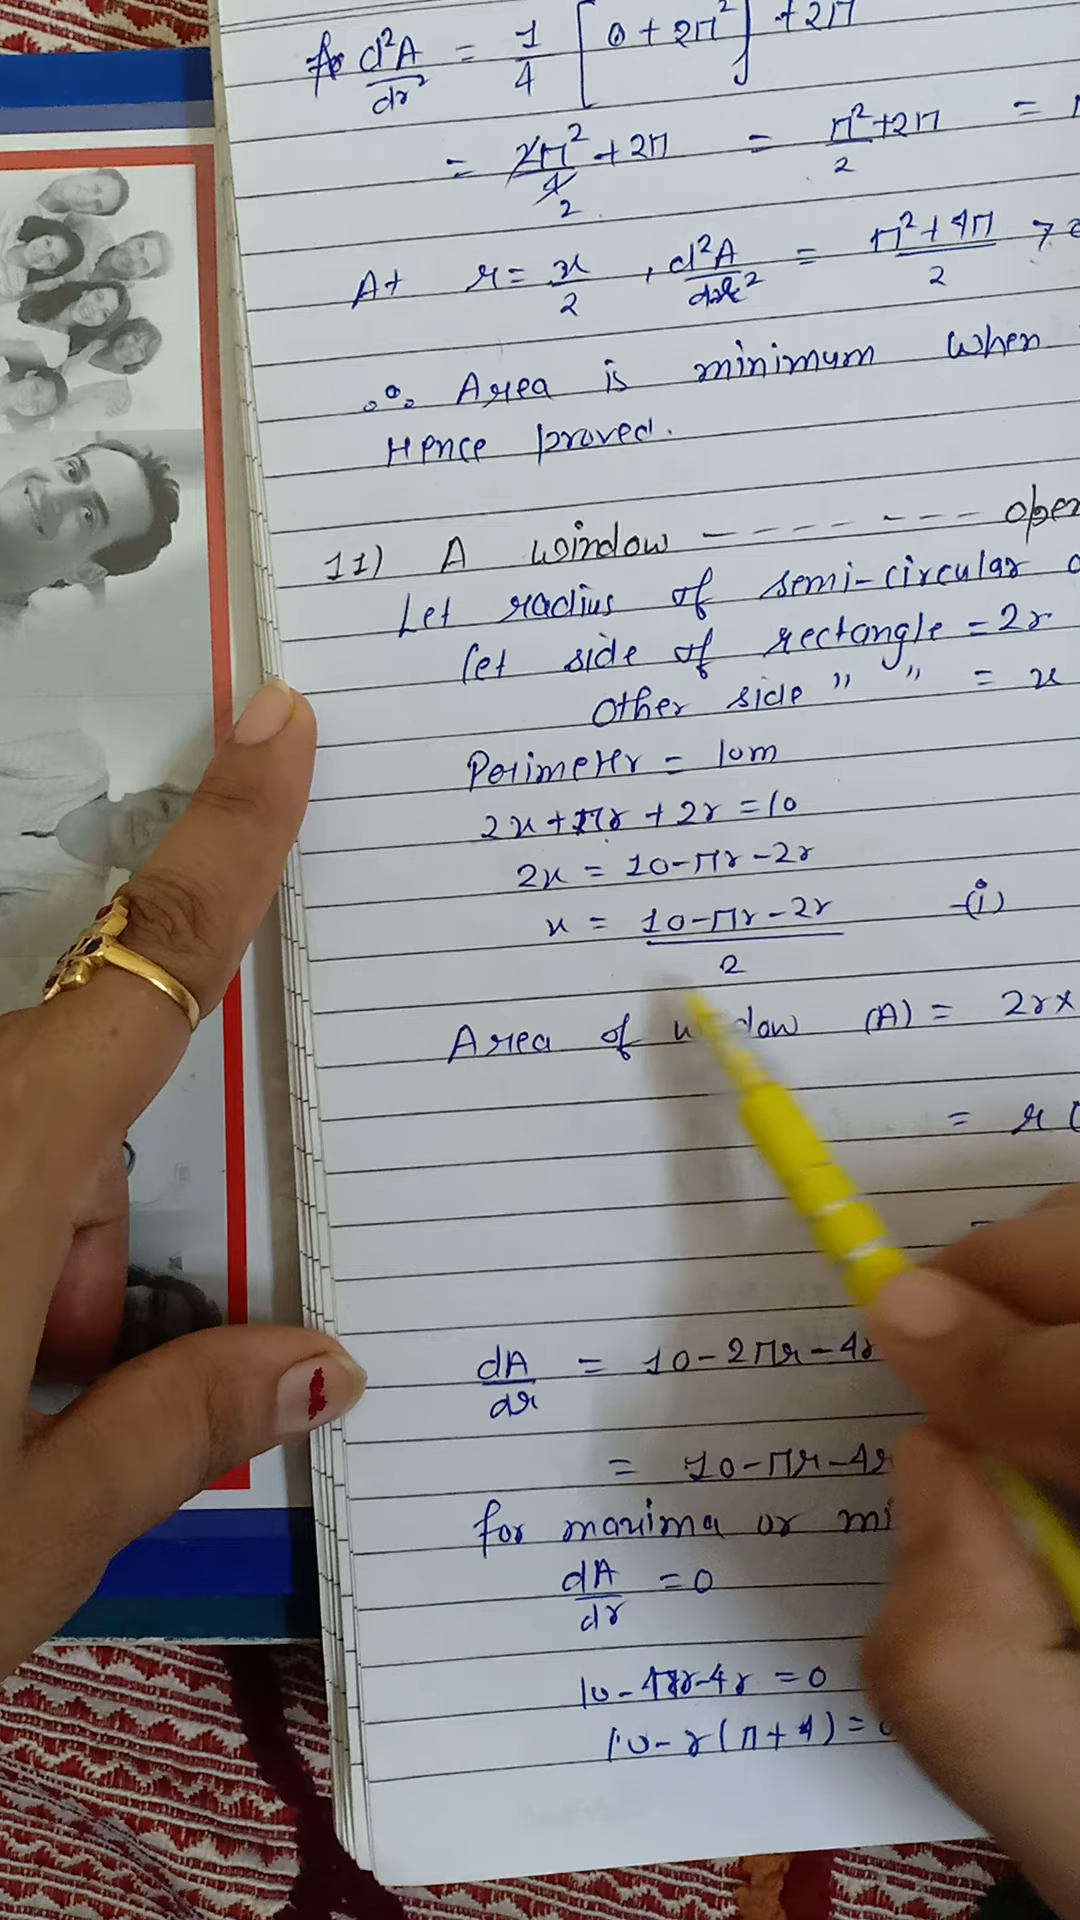 d²A/dr² = 1/4 [0 + 2π²] + 2π
= 2π²/4 2 + 2π = π²/2 + 2π =
At r = x/2 , d²A/dr² = π² + 4π / 2 > 0
∴ Area is minimum when
Hence proved.
11) A window ------- open
Let radius of semi-circular
let side of rectangle = 2r
Other side " " = x
Perimeter = 10m
2x + πr + 2r = 10
2x = 10 - πr - 2r
x = 10 - πr - 2r / 2 -(i)
Area of window (A) = 2r×
= r (
dA/dr = 10 - 2πr - 4r
= 10 - πr - 4r
for maxima or mi
dA/dr = 0
10 - πr - 4r = 0
10 - r(π + 4) = 0